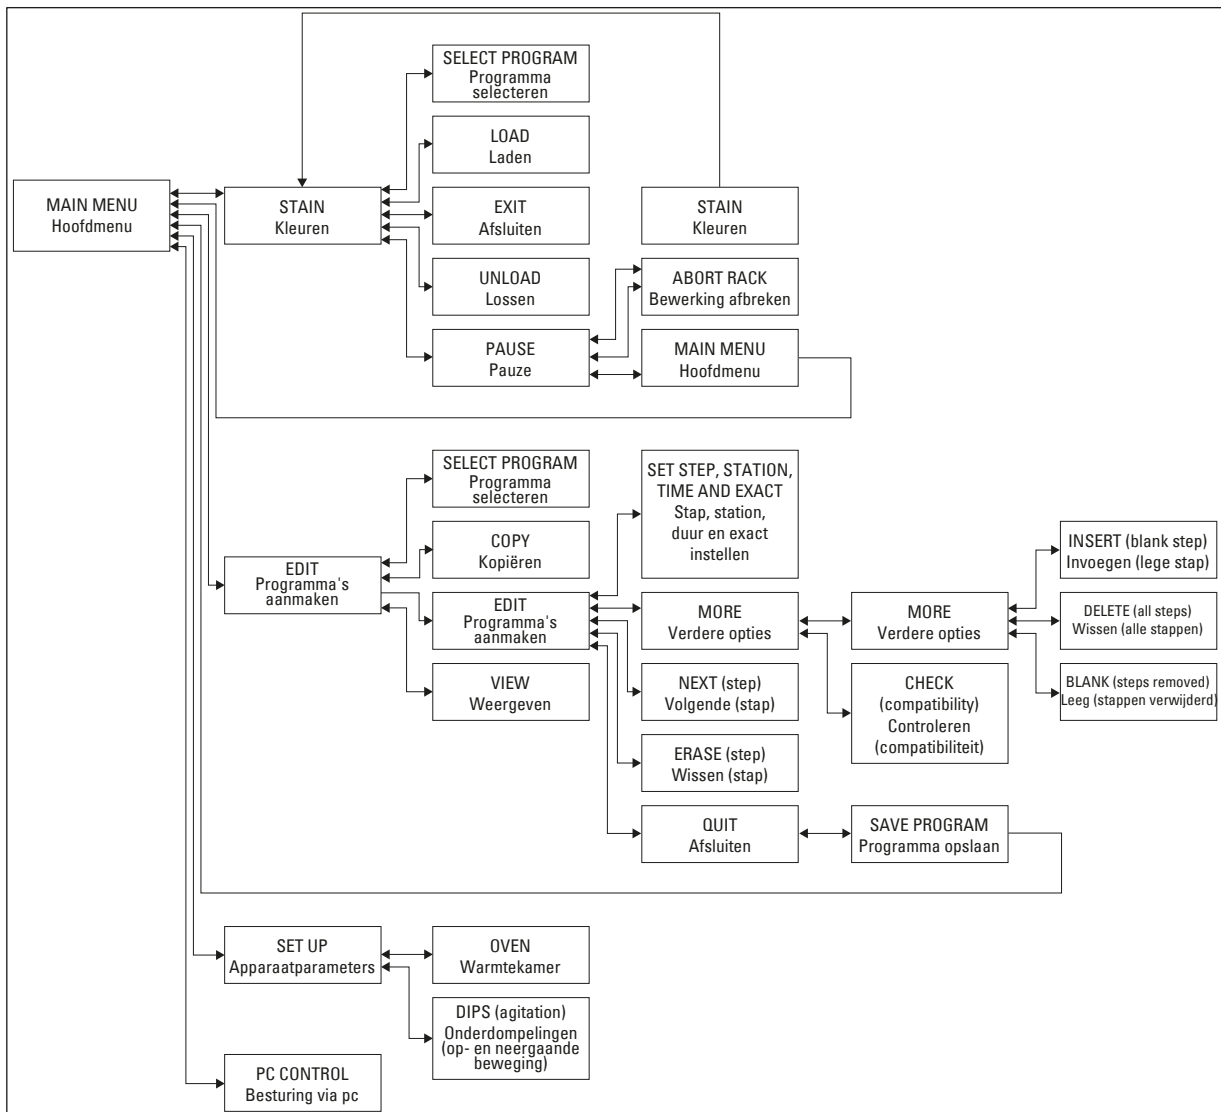 SELECT PROGRAM
Programma
selecteren
LOAD
Laden
MAIN MENU
Hoofdmenu
STAIN
Kleuren
EXIT
Afsluiten
STAIN
Kleuren
UNLOAD
Lossen
ABORT RACK
Bewerking afbreken
PAUSE
Pauze
MAIN MENU
Hoofdmenu
SELECT PROGRAM
Programma
selecteren
SET STEP, STATION,
TIME AND EXACT
Stap, station,
duur en exact
instellen
COPY
Kopiëren
INSERT (blank step)
Invoegen (lege stap)
EDIT
Programma's
aanmaken
EDIT
Programma's
aanmaken
MORE
Verdere opties
MORE
Verdere opties
DELETE (all steps)
Wissen (alle stappen)
VIEW
Weergeven
NEXT (step)
Volgende (stap)
CHECK
(compatibility)
Controleren
(compatibiliteit)
BLANK (steps removed)
Leeg (stappen verwijderd)
ERASE (step)
Wissen (stap)
QUIT
Afsluiten
SAVE PROGRAM
Programma opslaan
SET UP
Apparaatparameters
OVEN
Warmtekamer
DIPS (agitation)
Onderdompelingen
(op- en neergaande
beweging)
PC CONTROL
Besturing via pc